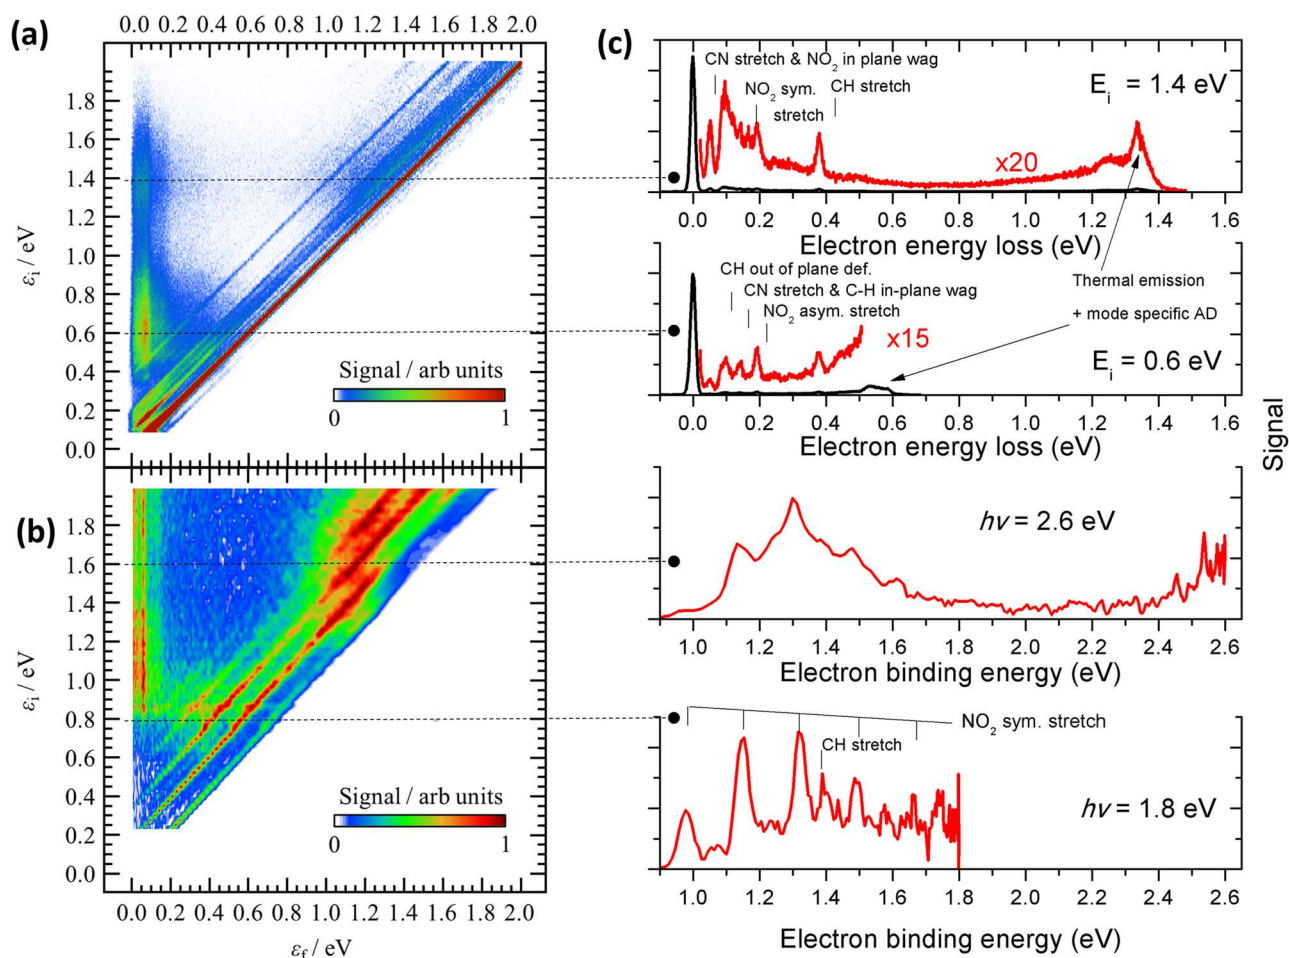 (a)
0.0 0.2 0.4 0.6 0.8 1.0 1.2 1.4 1.6 1.8 2.0
1.8
1.6
1.4
1.2
1.0
0.8
0.6
0.4
0.2
0.0
εi / eV
Signal / arb units
0 1
(b)
1.8
1.6
1.4
1.2
1.0
0.8
0.6
0.4
0.2
0.0
εi / eV
Signal / arb units
0 1
0.0 0.2 0.4 0.6 0.8 1.0 1.2 1.4 1.6 1.8 2.0
εf / eV
(c)
CN stretch & NO2 in plane wag
NO2 sym.
stretch
CH stretch
Ei = 1.4 eV
x20
0.0 0.2 0.4 0.6 0.8 1.0 1.2 1.4 1.6
Electron energy loss (eV)
Thermal emission
+ mode specific AD
CH out of plane def.
CN stretch & C-H in-plane wag
NO2 asym. stretch
x15
Ei = 0.6 eV
0.0 0.2 0.4 0.6 0.8 1.0 1.2 1.4 1.6
Electron energy loss (eV)
Signal
hν = 2.6 eV
1.0 1.2 1.4 1.6 1.8 2.0 2.2 2.4 2.6
Electron binding energy (eV)
NO2 sym. stretch
CH stretch
hν = 1.8 eV
1.0 1.2 1.4 1.6 1.8 2.0 2.2 2.4 2.6
Electron binding energy (eV)